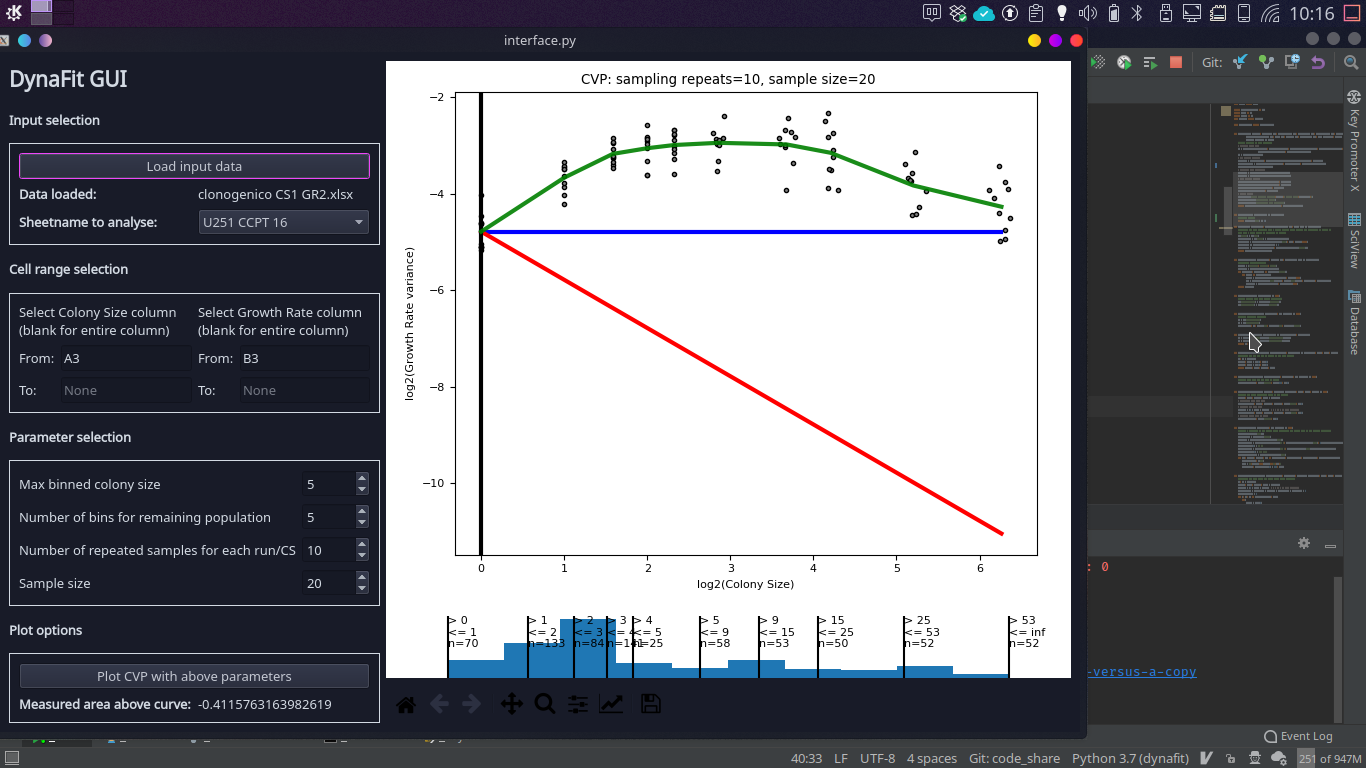 10:16
interface.py
DynaFit GUI
Input selection
Load input data
Data loaded: clonogenico CS1 GR2.xlsx
Sheetname to analyse: U251 CCPT 16
Cell range selection
Select Colony Size column
(blank for entire column)
Select Growth Rate column
(blank for entire column)
From: A3 From: B3
To: None To: None
Parameter selection
Max binned colony size 5
Number of bins for remaining population 5
Number of repeated samples for each run/CS 10
Sample size 20
Plot options
Plot CVP with above parameters
Measured area above curve: -0.4115763163982619
CVP: sampling repeats=10, sample size=20
−2
−4
−6
−8
−10
log2(Growth Rate variance)
0 1 2 3 4 5 6
log2(Colony Size)
> 0
<= 1
n=70
> 1
<= 2
n=133
> 2
<= 3
n=84
> 3
<= 4
n=141
> 4
<= 5
n=25
> 5
<= 9
n=58
> 9
<= 15
n=53
> 15
<= 25
n=50
> 25
<= 53
n=52
> 53
<= inf
n=52
Git:
Key Promoter X
SciView
Database
: 0
-versus-a-copy
Event Log
40:33 LF UTF-8 4 spaces Git: code_share Python 3.7 (dynafit) 251 of 947M